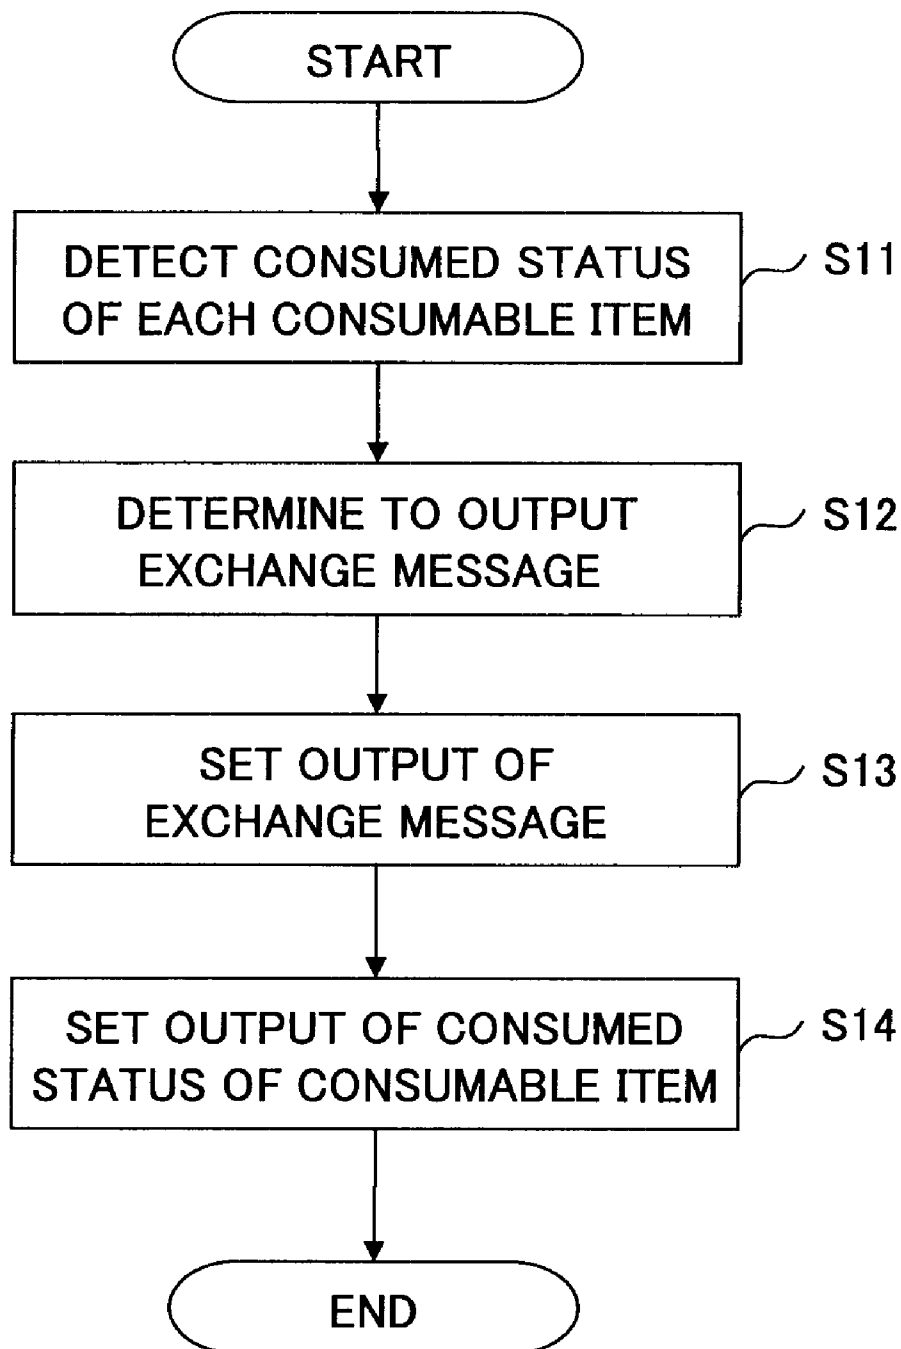 START
DETECT CONSUMED STATUS
OF EACH CONSUMABLE ITEM
S11
DETERMINE TO OUTPUT
EXCHANGE MESSAGE
S12
SET OUTPUT OF
EXCHANGE MESSAGE
S13
SET OUTPUT OF CONSUMED
STATUS OF CONSUMABLE ITEM
S14
END